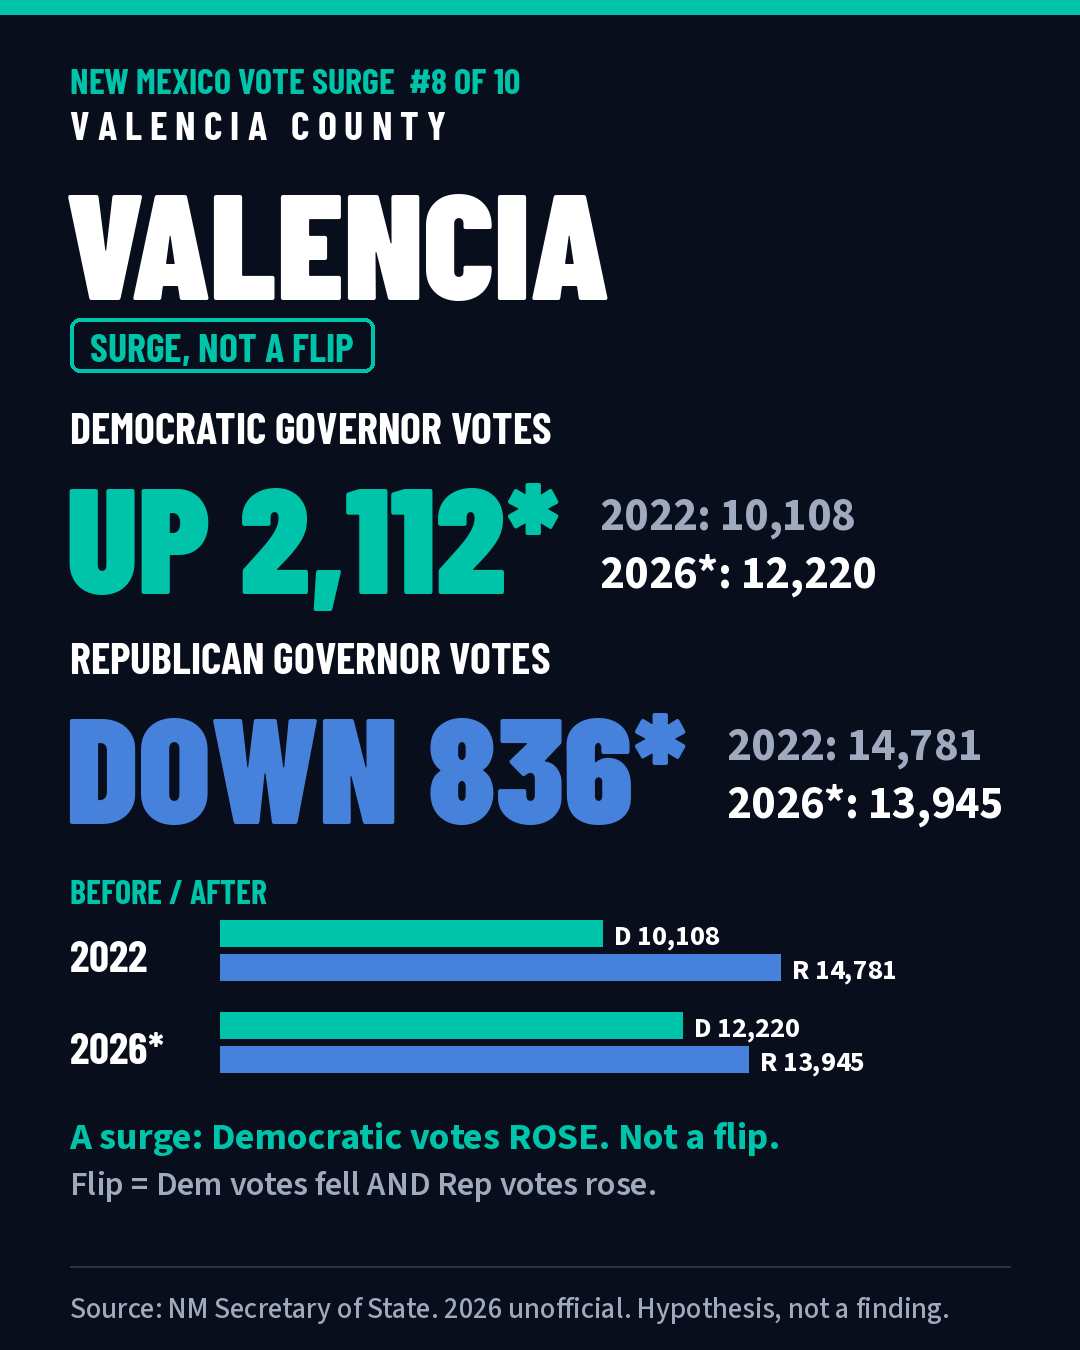 NEW MEXICO VOTE SURGE #8 OF 10
VALENCIA COUNTY
VALENCIA
SURGE, NOT A FLIP
DEMOCRATIC GOVERNOR VOTES
UP 2,112*
2022: 10,108
2026*: 12,220
REPUBLICAN GOVERNOR VOTES
DOWN 836*
2022: 14,781
2026*: 13,945
BEFORE / AFTER
2022
D 10,108
R 14,781
2026*
D 12,220
R 13,945
A surge: Democratic votes ROSE. Not a flip.
Flip = Dem votes fell AND Rep votes rose.
Source: NM Secretary of State. 2026 unofficial. Hypothesis, not a finding.